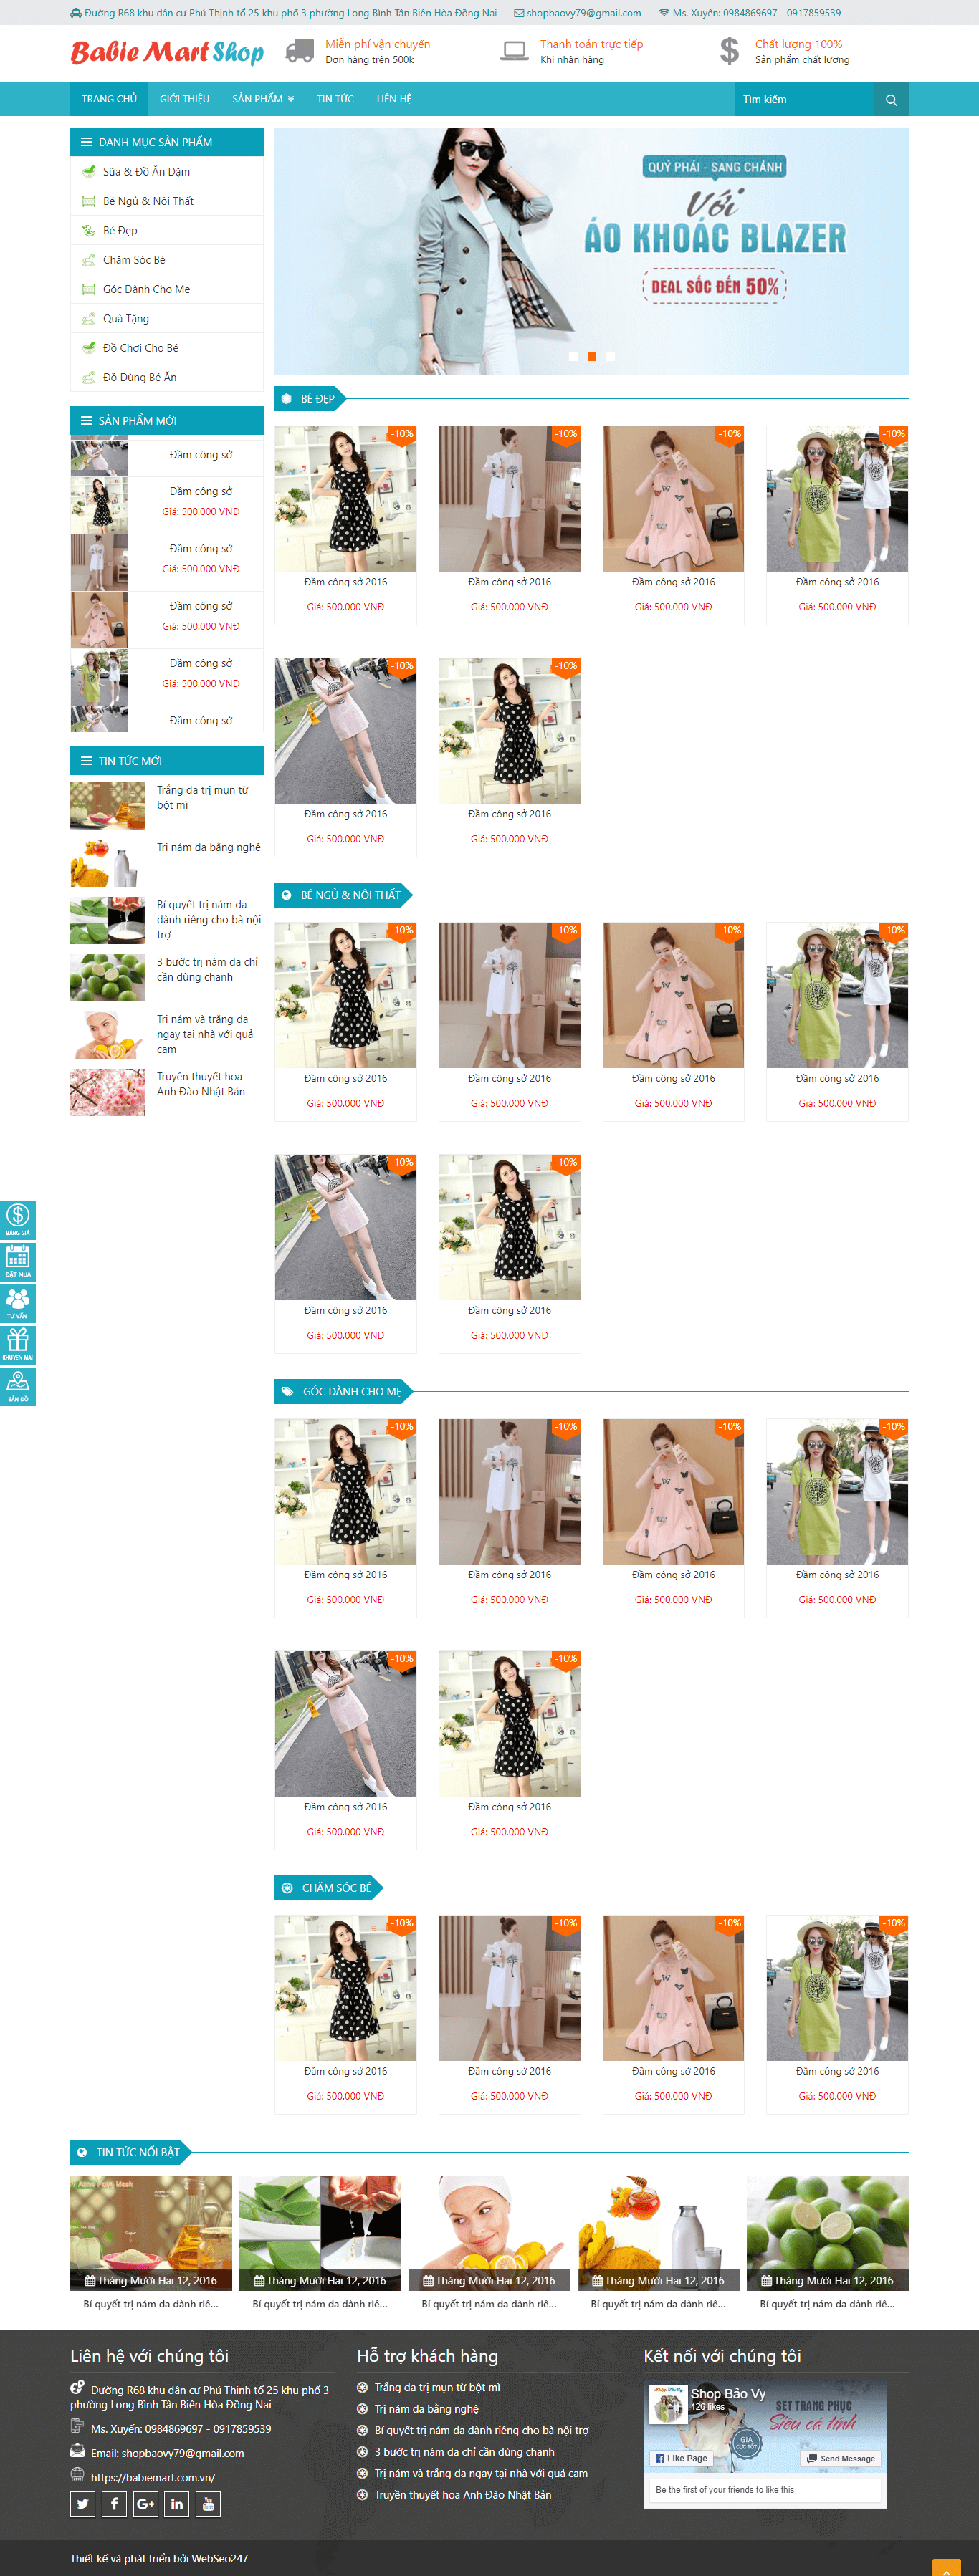 Đường R68 khu dân cư Phú Thịnh tổ 25 khu phố 3 phường Long Bình Tân Biên Hòa Đồng Nai shopbaovy79@gmail.com Ms. Xuyến: 0984869697 - 0917859539
Babie Mart Shop
Miễn phí vận chuyển
Đơn hàng trên 500k
Thanh toán trực tiếp
Khi nhận hàng
Chất lượng 100%
Sản phẩm chất lượng
TRANG CHỦ GIỚI THIỆU SẢN PHẨM TIN TỨC LIÊN HỆ Tìm kiếm
DANH MỤC SẢN PHẨM
Sữa & Đồ Ăn Dặm
Bé Ngủ & Nội Thất
Bé Đẹp
Chăm Sóc Bé
Góc Dành Cho Mẹ
Quà Tặng
Đồ Chơi Cho Bé
Đồ Dùng Bé Ăn
QUÝ PHÁI - SANG CHẢNH
Với
ÁO KHOÁC BLAZER
DEAL SỐC ĐẾN 50%
SẢN PHẨM MỚI
Đầm công sở
Đầm công sở
Giá: 500.000 VNĐ
Đầm công sở
Giá: 500.000 VNĐ
Đầm công sở
Giá: 500.000 VNĐ
Đầm công sở
Giá: 500.000 VNĐ
Đầm công sở
TIN TỨC MỚI
Trắng da trị mụn từ
bột mì
Trị nám da bằng nghệ
Bí quyết trị nám da
dành riêng cho bà nội
trợ
3 bước trị nám da chỉ
cần dùng chanh
Trị nám và trắng da
ngay tại nhà với quả
cam
Truyền thuyết hoa
Anh Đào Nhật Bản
BẢNG GIÁ
ĐẶT MUA
TƯ VẤN
KHUYẾN MÃI
BẢN ĐỒ
BÉ ĐẸP
-10% -10% -10% -10%
Đầm công sở 2016 Đầm công sở 2016 Đầm công sở 2016 Đầm công sở 2016
Giá: 500.000 VNĐ Giá: 500.000 VNĐ Giá: 500.000 VNĐ Giá: 500.000 VNĐ
-10% -10%
Đầm công sở 2016 Đầm công sở 2016
Giá: 500.000 VNĐ Giá: 500.000 VNĐ
BÉ NGỦ & NỘI THẤT
-10% -10% -10% -10%
Đầm công sở 2016 Đầm công sở 2016 Đầm công sở 2016 Đầm công sở 2016
Giá: 500.000 VNĐ Giá: 500.000 VNĐ Giá: 500.000 VNĐ Giá: 500.000 VNĐ
-10% -10%
Đầm công sở 2016 Đầm công sở 2016
Giá: 500.000 VNĐ Giá: 500.000 VNĐ
GÓC DÀNH CHO MẸ
-10% -10% -10% -10%
Đầm công sở 2016 Đầm công sở 2016 Đầm công sở 2016 Đầm công sở 2016
Giá: 500.000 VNĐ Giá: 500.000 VNĐ Giá: 500.000 VNĐ Giá: 500.000 VNĐ
-10% -10%
Đầm công sở 2016 Đầm công sở 2016
Giá: 500.000 VNĐ Giá: 500.000 VNĐ
CHĂM SÓC BÉ
-10% -10% -10% -10%
Đầm công sở 2016 Đầm công sở 2016 Đầm công sở 2016 Đầm công sở 2016
Giá: 500.000 VNĐ Giá: 500.000 VNĐ Giá: 500.000 VNĐ Giá: 500.000 VNĐ
TIN TỨC NỔI BẬT
Tháng Mười Hai 12, 2016 Tháng Mười Hai 12, 2016 Tháng Mười Hai 12, 2016 Tháng Mười Hai 12, 2016 Tháng Mười Hai 12, 2016
Bí quyết trị nám da dành riê... Bí quyết trị nám da dành riê... Bí quyết trị nám da dành riê... Bí quyết trị nám da dành riê... Bí quyết trị nám da dành riê...
Liên hệ với chúng tôi
Đường R68 khu dân cư Phú Thịnh tổ 25 khu phố 3
phường Long Bình Tân Biên Hòa Đồng Nai
Ms. Xuyến: 0984869697 - 0917859539
Email: shopbaovy79@gmail.com
https://babiemart.com.vn/
Hỗ trợ khách hàng
Trắng da trị mụn từ bột mì
Trị nám da bằng nghệ
Bí quyết trị nám da dành riêng cho bà nội trợ
3 bước trị nám da chỉ cần dùng chanh
Trị nám và trắng da ngay tại nhà với quả cam
Truyền thuyết hoa Anh Đào Nhật Bản
Kết nối với chúng tôi
Shop Bảo Vy
126 likes
SET TRANG PHỤC
Siêu cá tính
GIÁ
CỰC TỐT
Like Page Send Message
Be the first of your friends to like this
Thiết kế và phát triển bởi WebSeo247